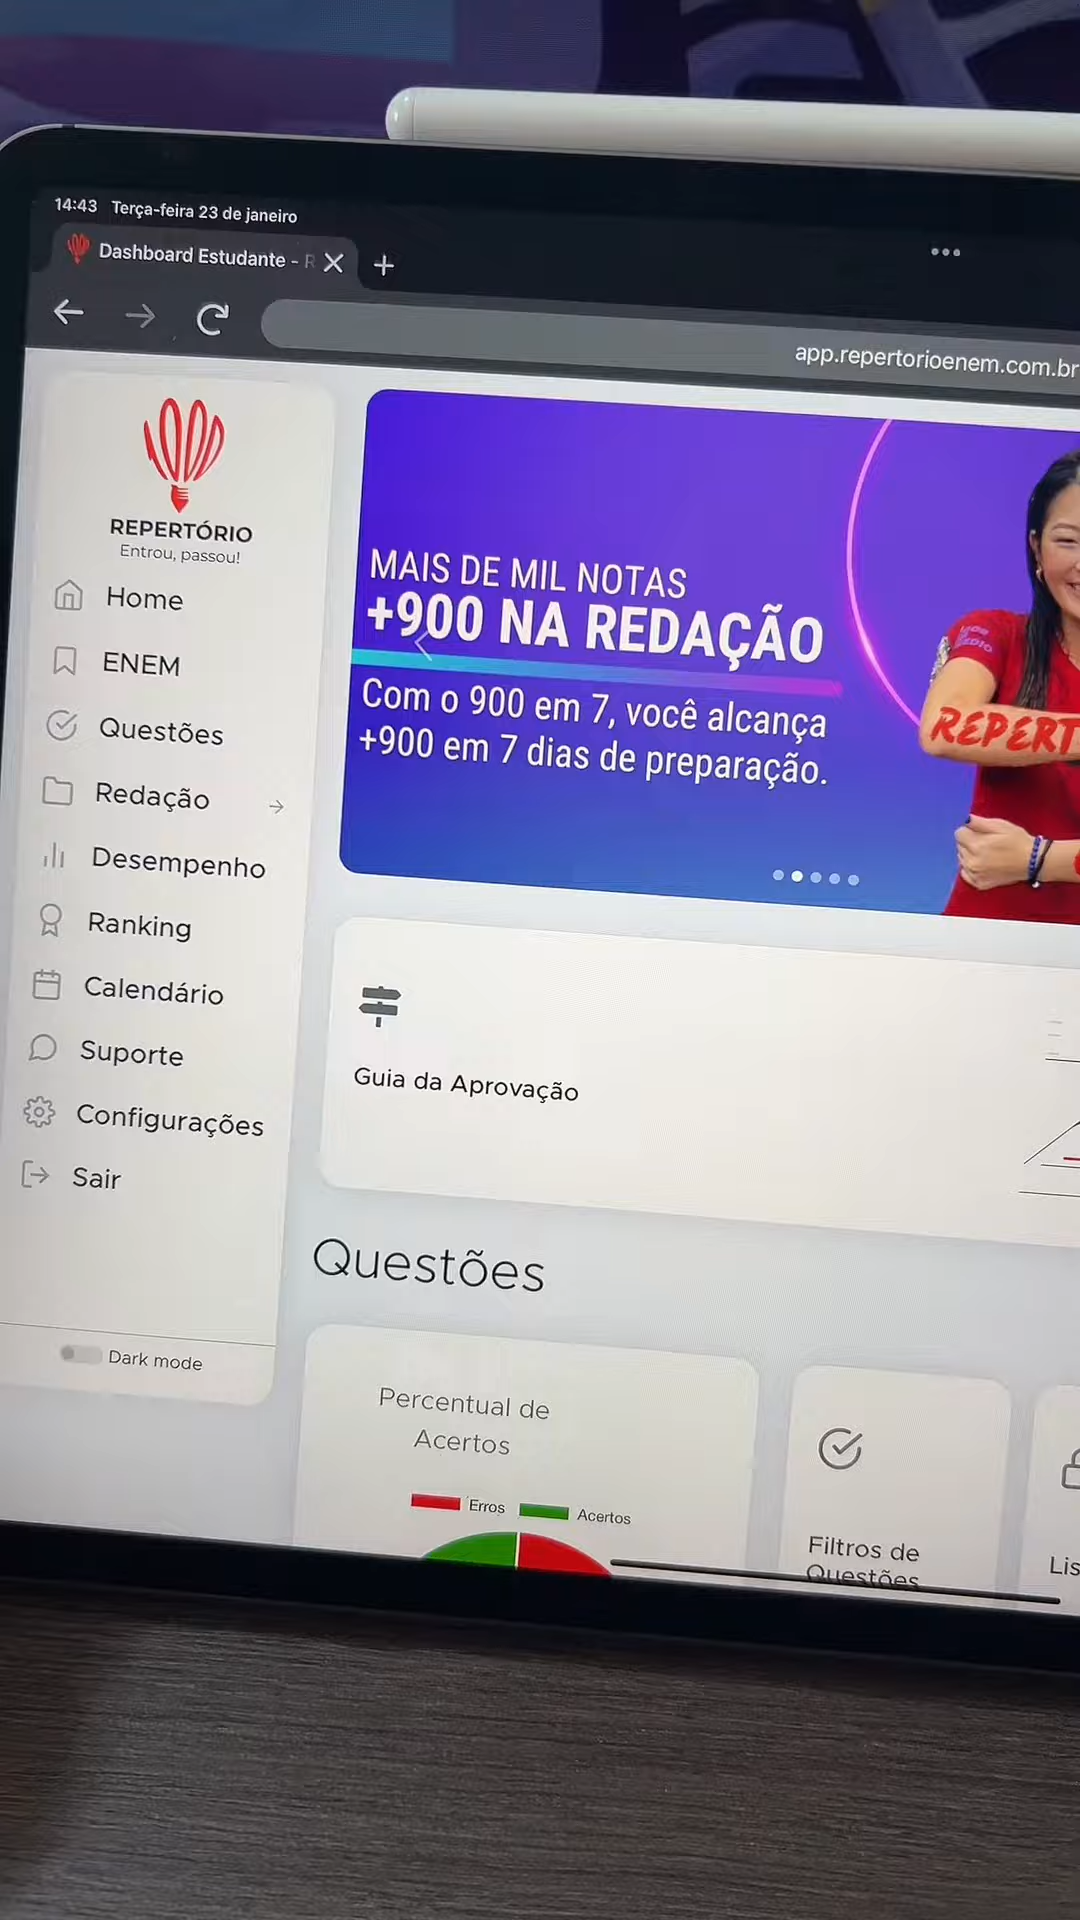 14:43 Terça-feira 23 de janeiro
Dashboard Estudante - R
app.repertorioenem.com.br
REPERTÓRIO
Entrou, passou!
Home
ENEM
Questões
Redação
Desempenho
Ranking
Calendário
Suporte
Configurações
Sair
Dark mode
MAIS DE MIL NOTAS
+900 NA REDAÇÃO
Com o 900 em 7, você alcança
+900 em 7 dias de preparação.
REPERT
Guia da Aprovação
Questões
Percentual de
Acertos
Erros
Acertos
Filtros de
Questões
Lis